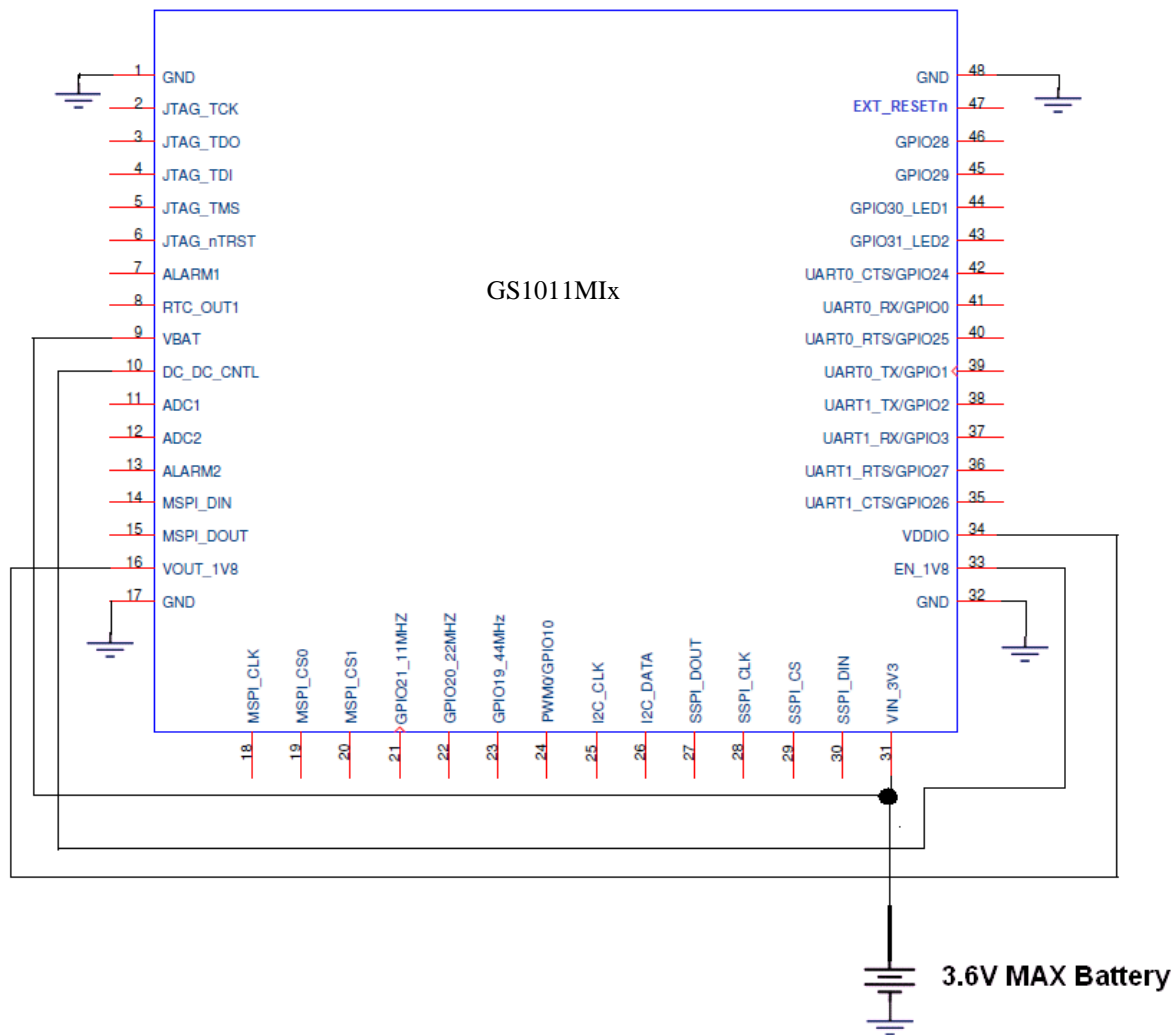 1 GND
2 JTAG_TCK
3 JTAG_TDO
4 JTAG_TDI
5 JTAG_TMS
6 JTAG_nTRST
7 ALARM1
8 RTC_OUT1
9 VBAT
10 DC_DC_CNTL
11 ADC1
12 ADC2
13 ALARM2
14 MSPI_DIN
15 MSPI_DOUT
16 VOUT_1V8
17 GND
GS1011MIx
GND 48
EXT_RESETn 47
GPIO28 46
GPIO29 45
GPIO30_LED1 44
GPIO31_LED2 43
UART0_CTS/GPIO24 42
UART0_RX/GPIO0 41
UART0_RTS/GPIO25 40
UART0_TX/GPIO1 39
UART1_TX/GPIO2 38
UART1_RX/GPIO3 37
UART1_RTS/GPIO27 36
UART1_CTS/GPIO26 35
VDDIO 34
EN_1V8 33
GND 32
MSPI_CLK 18
MSPI_CS0 19
MSPI_CS1 20
GPIO21_11MHZ 21
GPIO20_22MHZ 22
GPIO19_44MHz 23
PWM0/GPIO10 24
I2C_CLK 25
I2C_DATA 26
SSPI_DOUT 27
SSPI_CLK 28
SSPI_CS 29
SSPI_DIN 30
VIN_3V3 31
3.6V MAX Battery